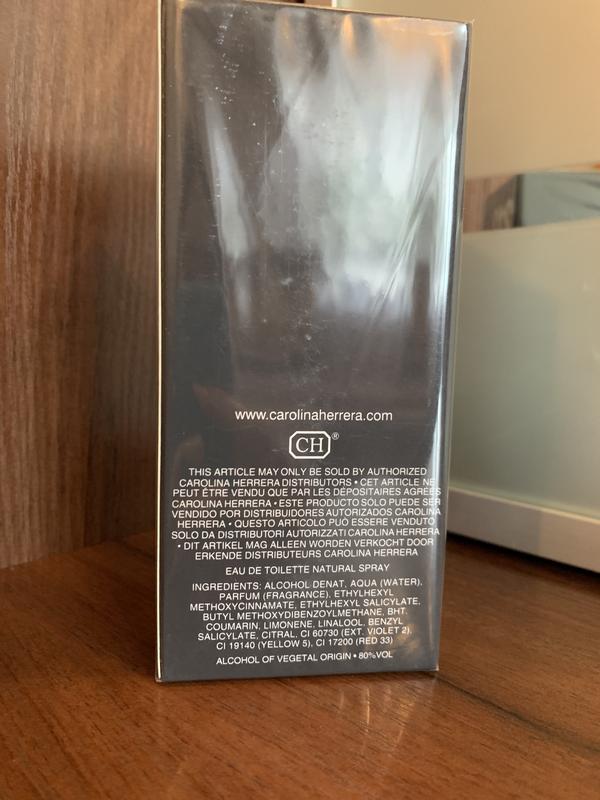 www.carolinaherrera.com
CH®
THIS ARTICLE MAY ONLY BE SOLD BY AUTHORIZED
CAROLINA HERRERA DISTRIBUTORS • CET ARTICLE NE
PEUT ÊTRE VENDU QUE PAR LES DÉPOSITAIRES AGRÉÉS
CAROLINA HERRERA • ESTE PRODUCTO SOLO PUEDE SER
VENDIDO POR DISTRIBUIDORES AUTORIZADOS CAROLINA
HERRERA • QUESTO ARTICOLO PUÒ ESSERE VENDUTO
SOLO DA DISTRIBUTORI AUTORIZZATI CAROLINA HERRERA
• DIT ARTIKEL MAG ALLEEN WORDEN VERKOCHT DOOR
ERKENDE DISTRIBUTEURS CAROLINA HERRERA
EAU DE TOILETTE NATURAL SPRAY
INGREDIENTS: ALCOHOL DENAT, AQUA (WATER),
PARFUM (FRAGRANCE), ETHYLHEXYL
METHOXYCINNAMATE, ETHYLHEXYL SALICYLATE,
BUTYL METHOXYDIBENZOYLMETHANE, BHT,
COUMARIN, LIMONENE, LINALOOL, BENZYL
SALICYLATE, CITRAL, CI 60730 (EXT. VIOLET 2),
CI 19140 (YELLOW 5), CI 17200 (RED 33)
ALCOHOL OF VEGETAL ORIGIN • 80%VOL